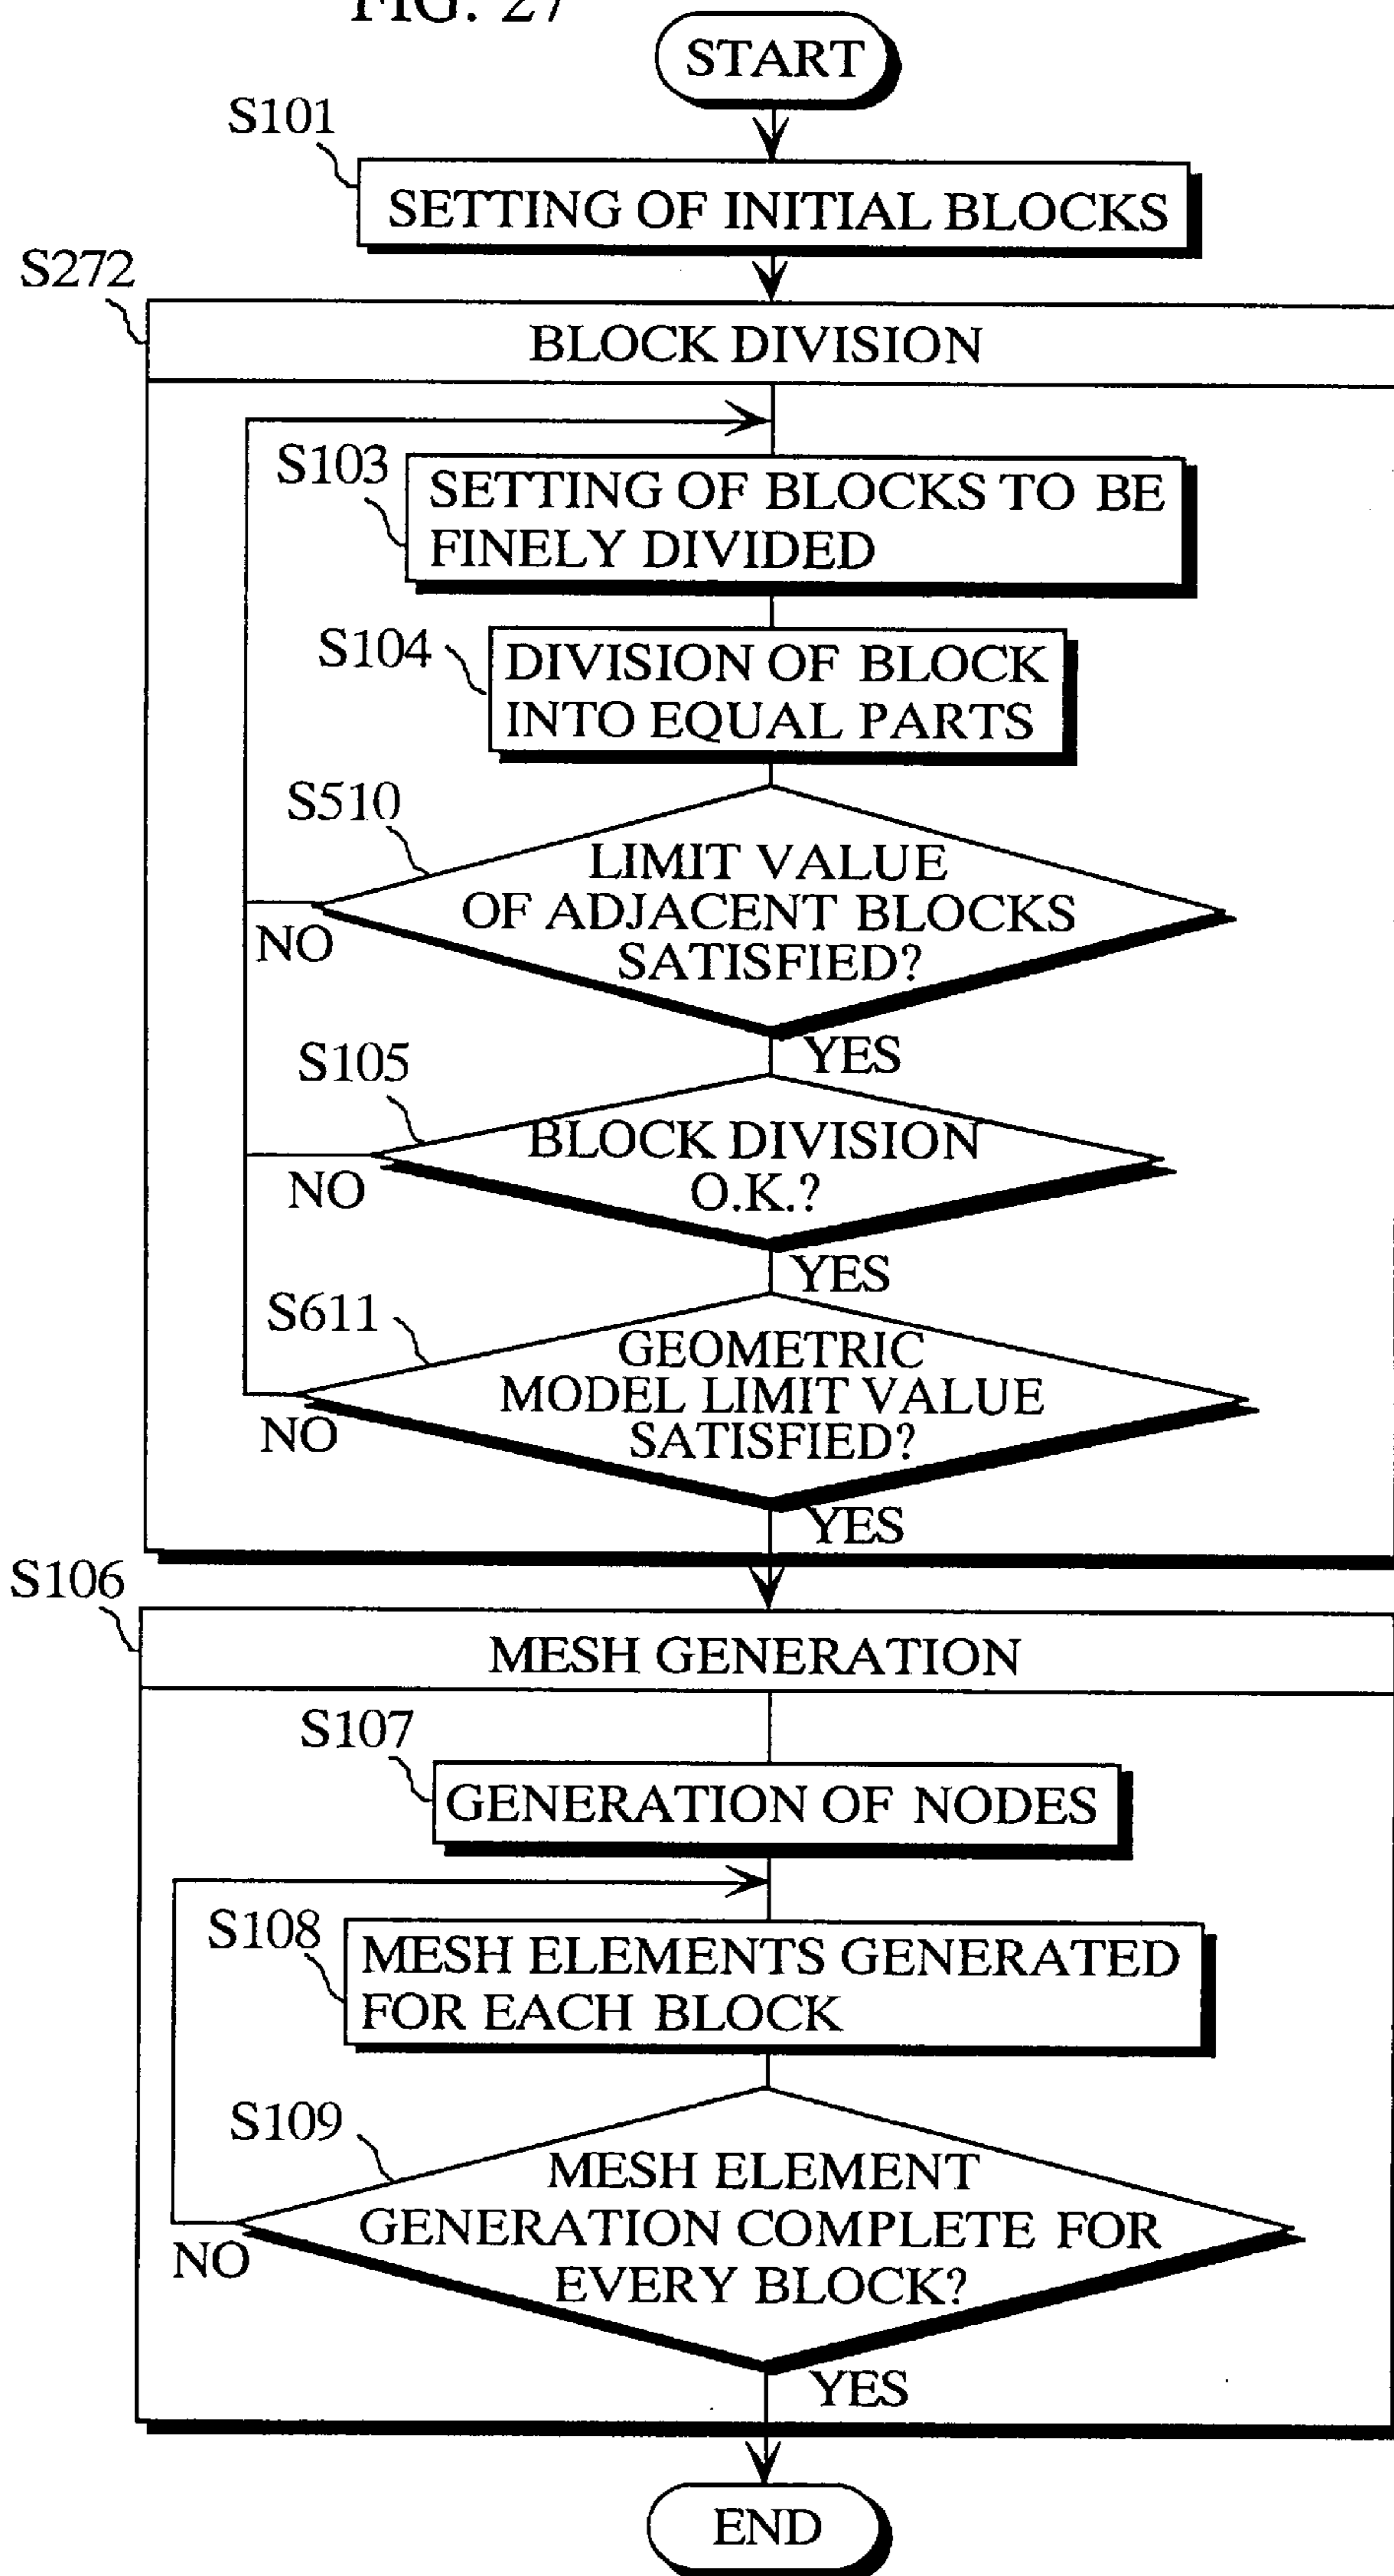 FIG. 27
START
S101
SETTING OF INITIAL BLOCKS
S272
BLOCK DIVISION
S103
SETTING OF BLOCKS TO BE
FINELY DIVIDED
S104
DIVISION OF BLOCK
INTO EQUAL PARTS
S510
LIMIT VALUE
OF ADJACENT BLOCKS
SATISFIED?
NO
YES
S105
BLOCK DIVISION
O.K.?
NO
YES
S611
GEOMETRIC
MODEL LIMIT VALUE
SATISFIED?
NO
YES
S106
MESH GENERATION
S107
GENERATION OF NODES
S108
MESH ELEMENTS GENERATED
FOR EACH BLOCK
S109
MESH ELEMENT
GENERATION COMPLETE FOR
EVERY BLOCK?
NO
YES
END